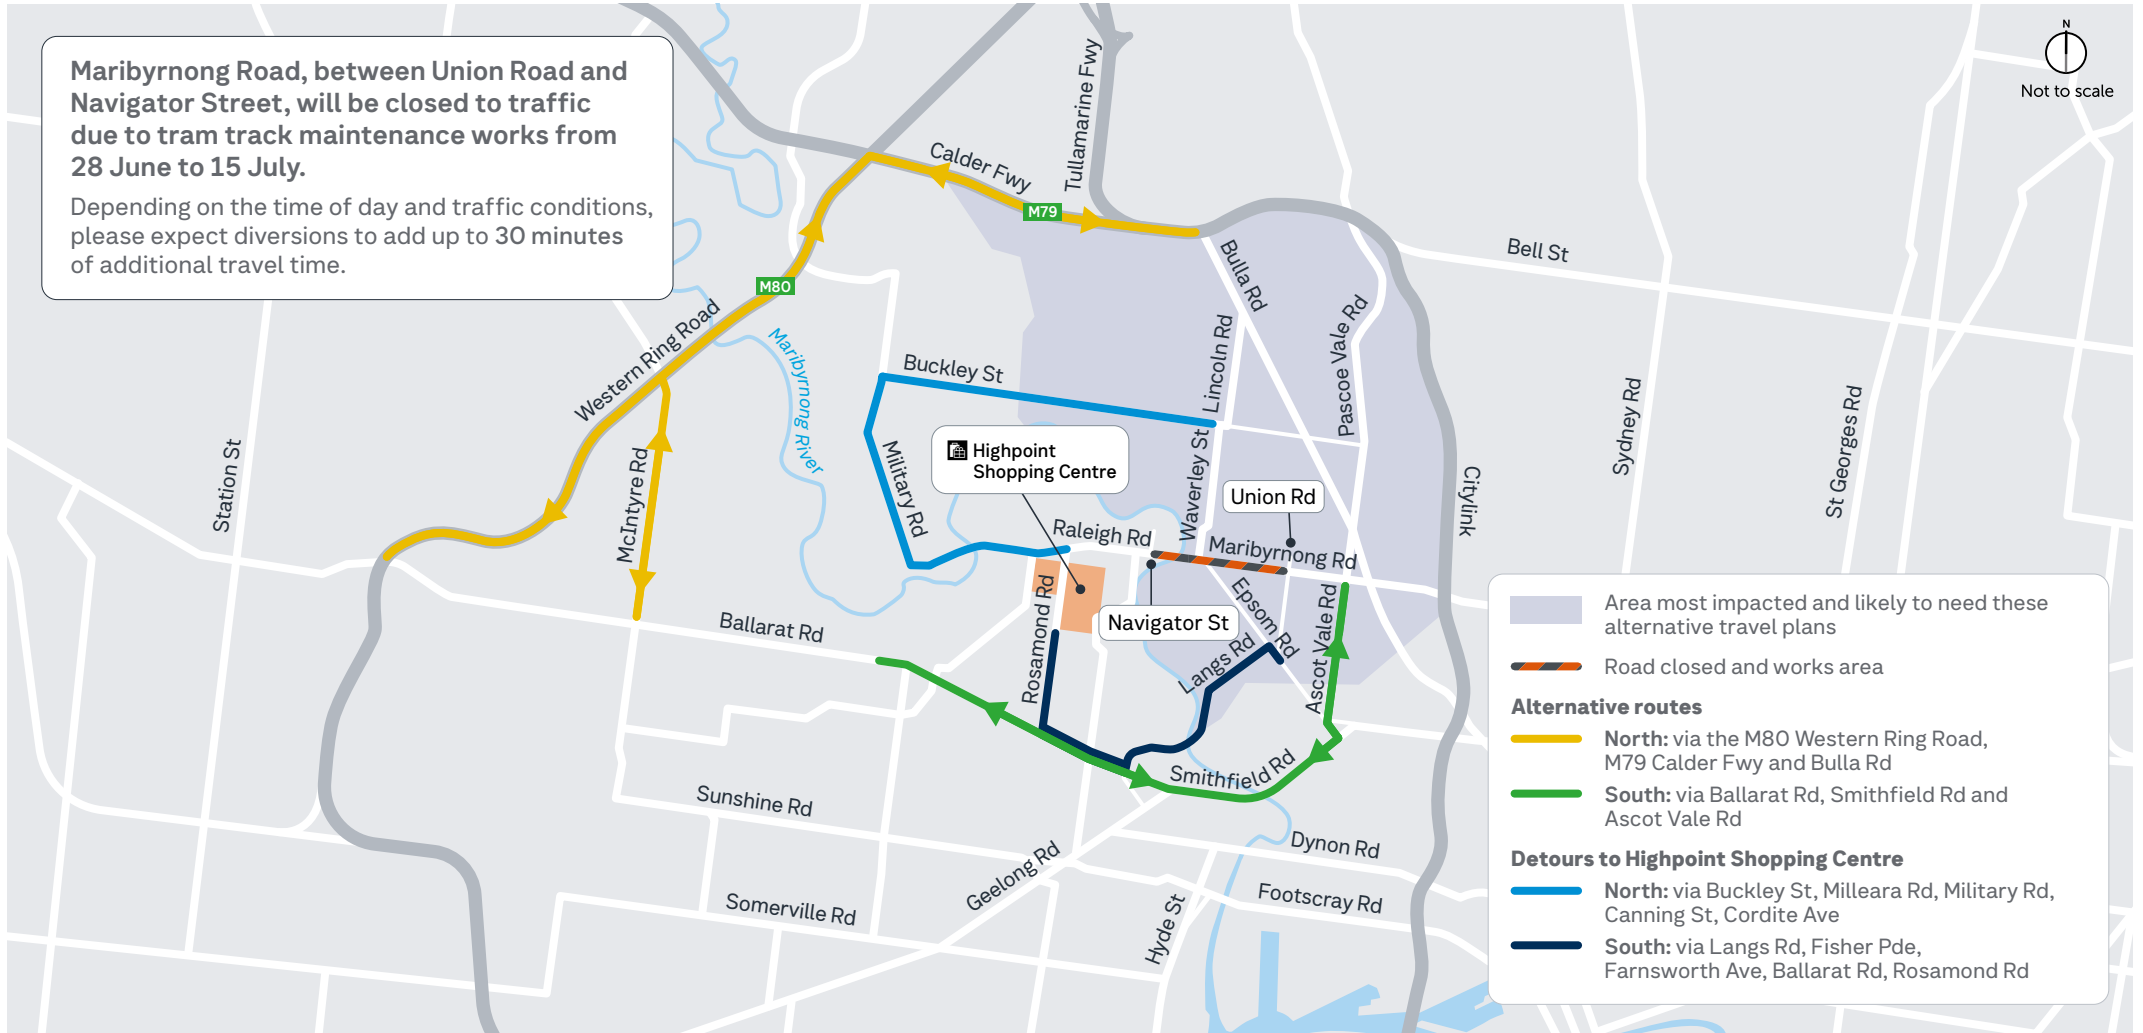 Maribyrnong Road, between Union Road and
Navigator Street, will be closed to traffic
due to tram track maintenance works from
28 June to 15 July.
Depending on the time of day and traffic conditions,
please expect diversions to add up to 30 minutes
of additional travel time.
N
Not to scale
Tullamarine Fwy
Calder Fwy
M79
M80
Bulla Rd
Bell St
Western Ring Road
Maribyrnong River
Lincoln Rd
Pascoe Vale Rd
Buckley St
Sydney Rd
St Georges Rd
Station St
McIntyre Rd
Military Rd
Highpoint
Shopping Centre
Waverley St
Union Rd
Citylink
Raleigh Rd
Maribyrnong Rd
Navigator St
Epsom Rd
Ascot Vale Rd
Langs Rd
Rosamond Rd
Ballarat Rd
Smithfield Rd
Sunshine Rd
Dynon Rd
Geelong Rd
Footscray Rd
Somerville Rd
Hyde St
Area most impacted and likely to need these
alternative travel plans
Road closed and works area
Alternative routes
North: via the M80 Western Ring Road,
M79 Calder Fwy and Bulla Rd
South: via Ballarat Rd, Smithfield Rd and
Ascot Vale Rd
Detours to Highpoint Shopping Centre
North: via Buckley St, Milleara Rd, Military Rd,
Canning St, Cordite Ave
South: via Langs Rd, Fisher Pde,
Farnsworth Ave, Ballarat Rd, Rosamond Rd